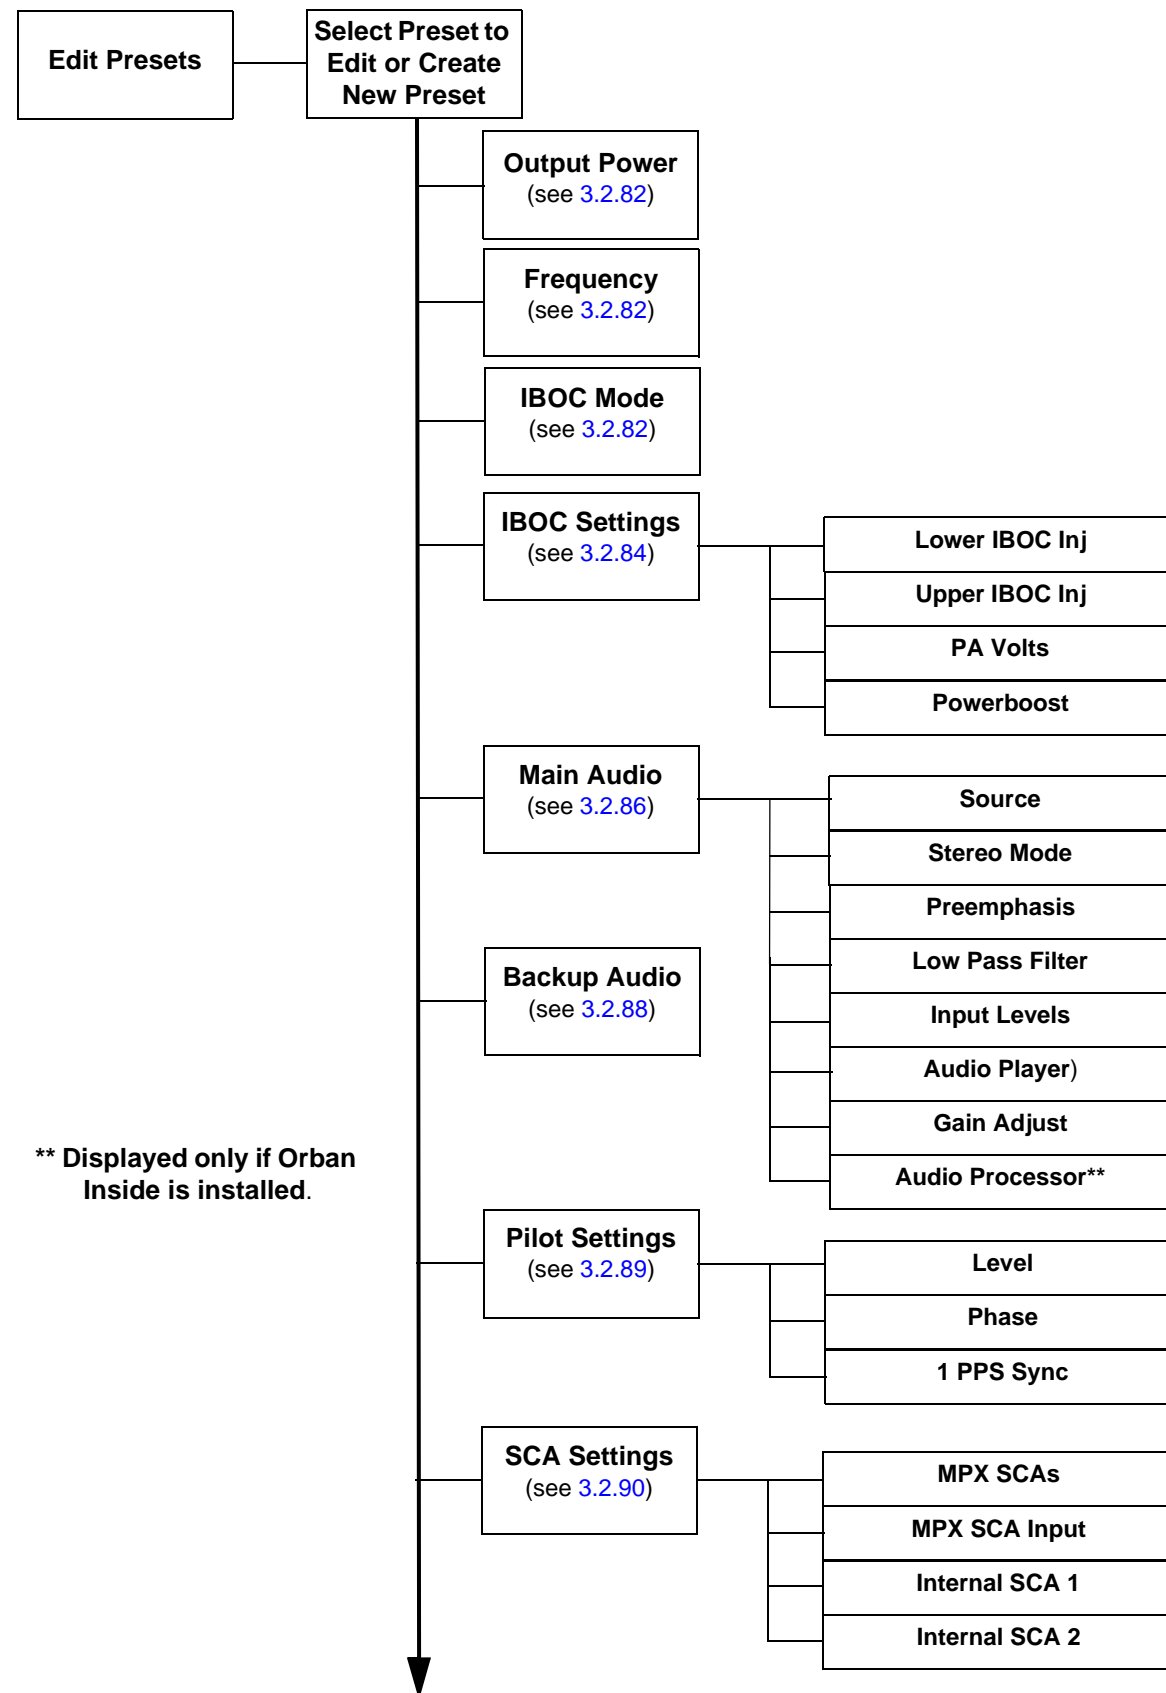 Edit Presets
Select Preset to
Edit or Create
New Preset
Output Power
(see 3.2.82)
Frequency
(see 3.2.82)
IBOC Mode
(see 3.2.82)
IBOC Settings
(see 3.2.84)
Lower IBOC Inj
Upper IBOC Inj
PA Volts
Powerboost
Main Audio
(see 3.2.86)
Source
Stereo Mode
Preemphasis
Low Pass Filter
Input Levels
Audio Player)
Gain Adjust
Audio Processor**
Backup Audio
(see 3.2.88)
** Displayed only if Orban
Inside is installed.
Pilot Settings
(see 3.2.89)
Level
Phase
1 PPS Sync
SCA Settings
(see 3.2.90)
MPX SCAs
MPX SCA Input
Internal SCA 1
Internal SCA 2